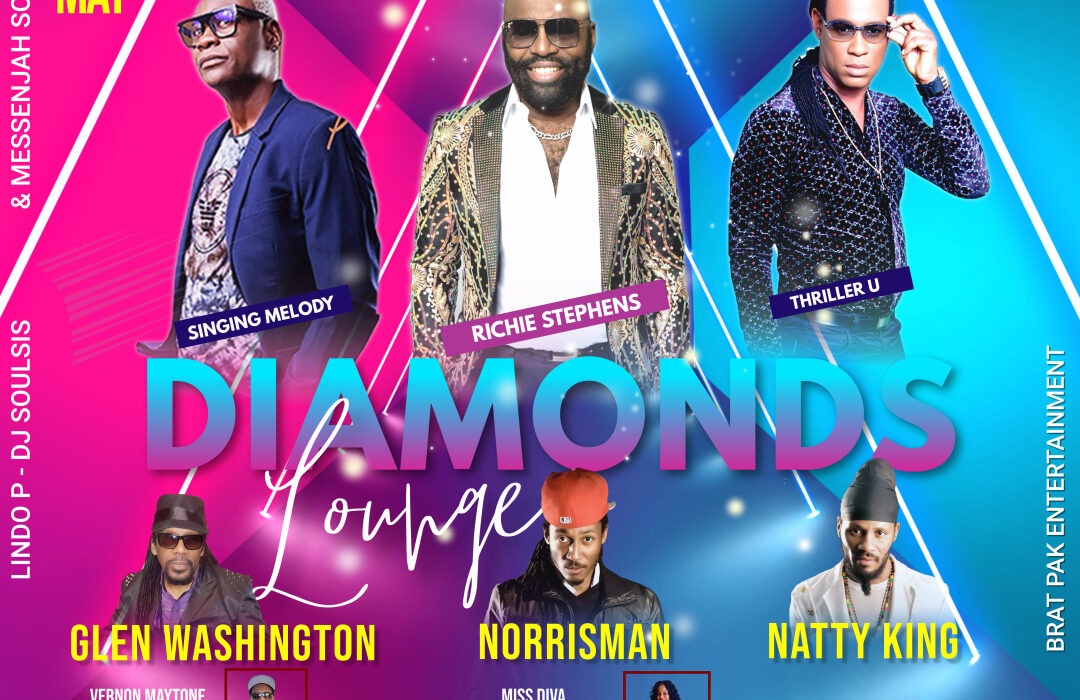 MAY
& MESSENJAH SO
SINGING MELODY
RICHIE STEPHENS
THRILLER U
DIAMONDS
Lounge
LINDO P - DJ SOULSIS
BRAT PAK ENTERTAINMENT
GLEN WASHINGTON
NORRISMAN
NATTY KING
VERNON MAYTONE
MISS DIVA